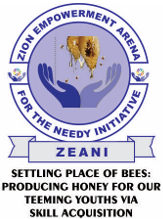 ZION EMPOWERMENT ARENA
FOR THE NEEDY INITIATIVE
ZEANI
SETTLING PLACE OF BEES:
PRODUCING HONEY FOR OUR
TEEMING YOUTHS VIA
SKILL ACQUISITION